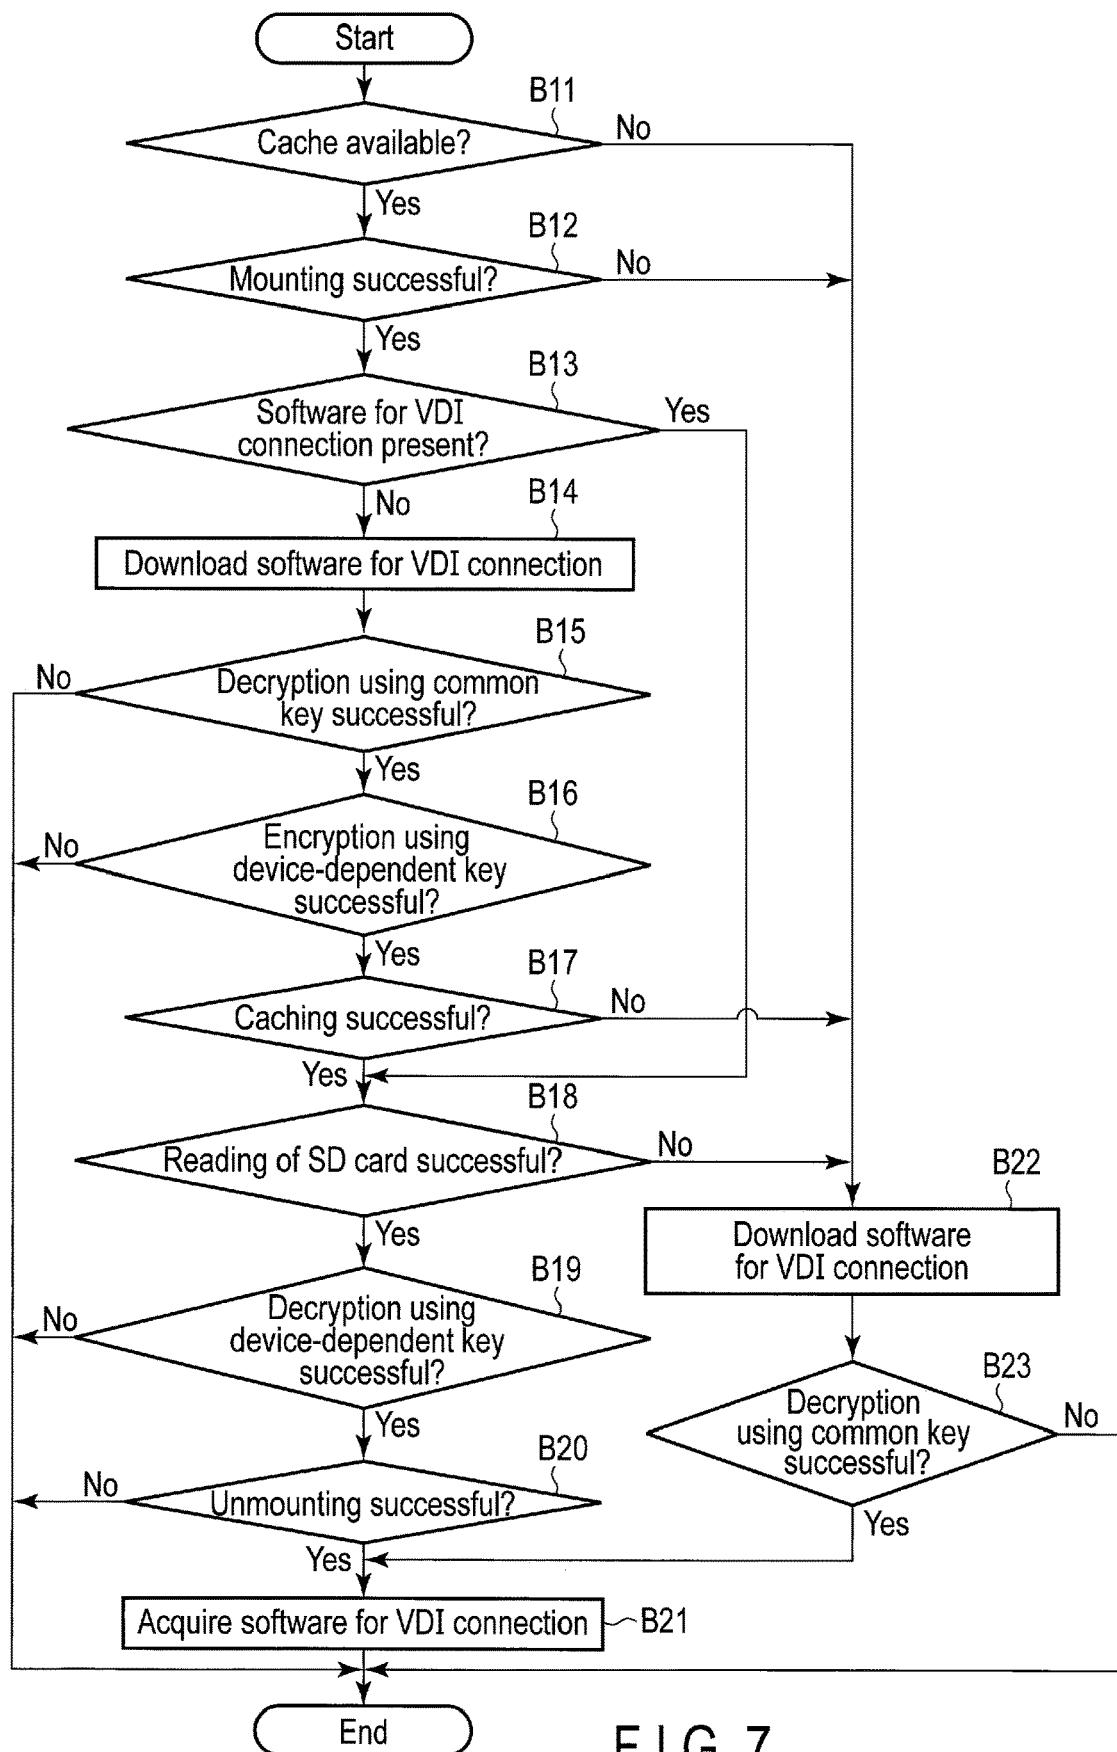 Start
B11
Cache available?
No
Yes
B12
Mounting successful?
No
Yes
B13
Software for VDI
connection present?
Yes
No
B14
Download software for VDI connection
B15
No
Decryption using common
key successful?
Yes
B16
No
Encryption using
device-dependent key
successful?
Yes
B17
Caching successful?
No
Yes
B18
Reading of SD card successful?
No
Yes
B22
Download software
for VDI connection
B19
No
Decryption using
device-dependent key
successful?
Yes
B23
Decryption
using common key
successful?
No
Yes
B20
No
Unmounting successful?
Yes
Acquire software for VDI connection
B21
End
FIG. 7